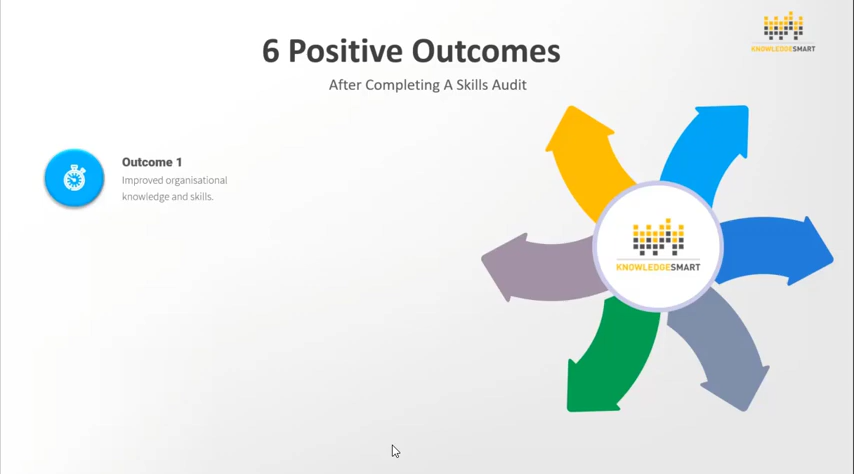 KNOWLEDGESMART
6 Positive Outcomes
After Completing A Skills Audit
Outcome 1
Improved organisational
knowledge and skills.
KNOWLEDGESMART